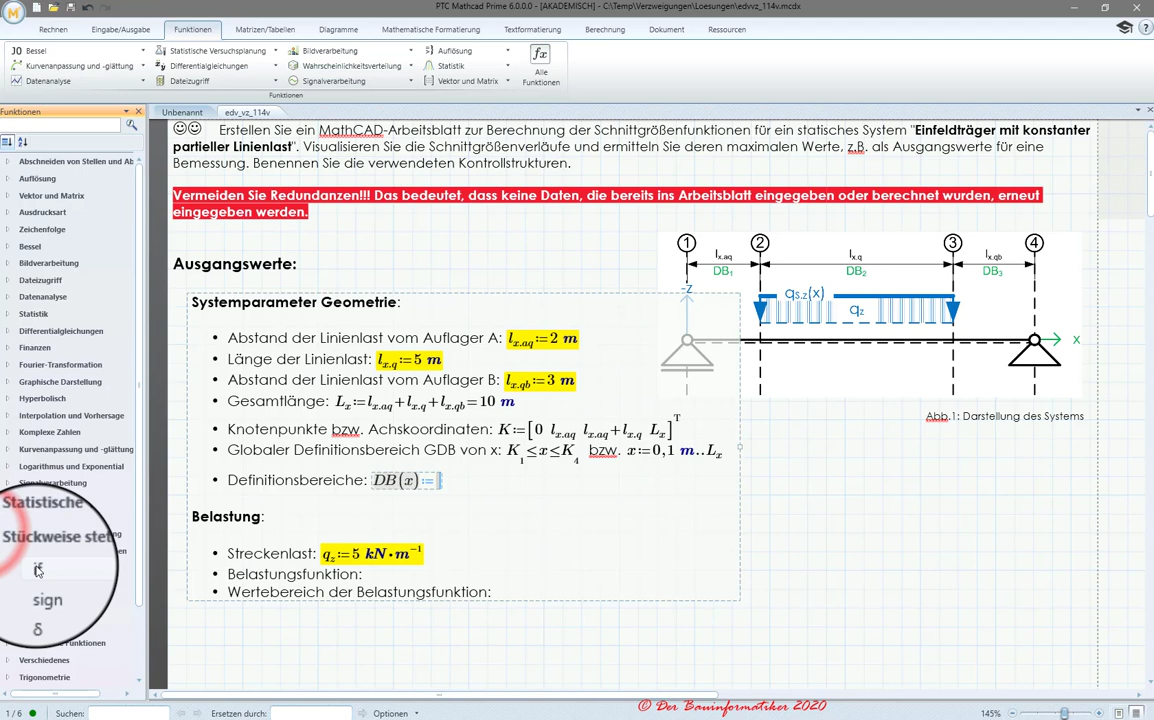 PTC Mathcad Prime 6.0.0.0 - [AKADEMISCH] - C:\Temp\Verzweigungen\Loesungen\edvvz_114v.mcdx
Rechnen Eingabe/Ausgabe Funktionen Matrizen/Tabellen Diagramme Mathematische Formatierung Textformatierung Berechnung Dokument Ressourcen
Bessel Statistische Versuchsplanung Bildverarbeitung Auflösung
Kurvenanpassung und -glättung Differentialgleichungen Wahrscheinlichkeitsverteilung Statistik
Datenanalyse Dateizugriff Signalverarbeitung Vektor und Matrix
fx Alle Funktionen
Funktionen
Funktionen
Unbenannt edv_vz_114v
Abschneiden von Stellen und Ab
Auflösung
Vektor und Matrix
Ausdrucksart
Zeichenfolge
Bessel
Bildverarbeitung
Dateizugriff
Datenanalyse
Statistik
Differentialgleichungen
Finanzen
Fourier-Transformation
Graphische Darstellung
Hyperbolisch
Interpolation und Vorhersage
Komplexe Zahlen
Kurvenanpassung und -glättung
Logarithmus und Exponential
Signalverarbeitung
Statistische
Stückweise stet
if
sign
δ
Funktionen
Verschiedenes
Trigonometrie
Erstellen Sie ein MathCAD-Arbeitsblatt zur Berechnung der Schnittgrößenfunktionen für ein statisches System "Einfeldträger mit konstanter
partieller Linienlast". Visualisieren Sie die Schnittgrößenverläufe und ermitteln Sie deren maximalen Werte, z.B. als Ausgangswerte für eine
Bemessung. Benennen Sie die verwendeten Kontrollstrukturen.
Vermeiden Sie Redundanzen!!! Das bedeutet, dass keine Daten, die bereits ins Arbeitsblatt eingegeben oder berechnet wurden, erneut
eingegeben werden.
Ausgangswerte:
Systemparameter Geometrie:
• Abstand der Linienlast vom Auflager A: lx.aq:=2 m
• Länge der Linienlast: lx.q:=5 m
• Abstand der Linienlast vom Auflager B: lx.qb:=3 m
• Gesamtlänge: Lx:=lx.aq+lx.q+lx.qb=10 m
• Knotenpunkte bzw. Achskoordinaten: K:=[0 lx.aq lx.aq+lx.q Lx]T
• Globaler Definitionsbereich GDB von x: K1≤x≤K4 bzw. x:=0,1 m..Lx
• Definitionsbereiche: DB(x):=
Belastung:
• Streckenlast: qz:=5 kN·m−1
• Belastungsfunktion:
• Wertebereich der Belastungsfunktion:
1 2 3 4
lx.aq lx.q lx.qb
DB1 DB2 DB3
-z
qS.z(x)
qz
x
Abb.1: Darstellung des Systems
1 / 6 Suchen: Ersetzen durch: Optionen
© Der Bauinformatiker 2020
145%